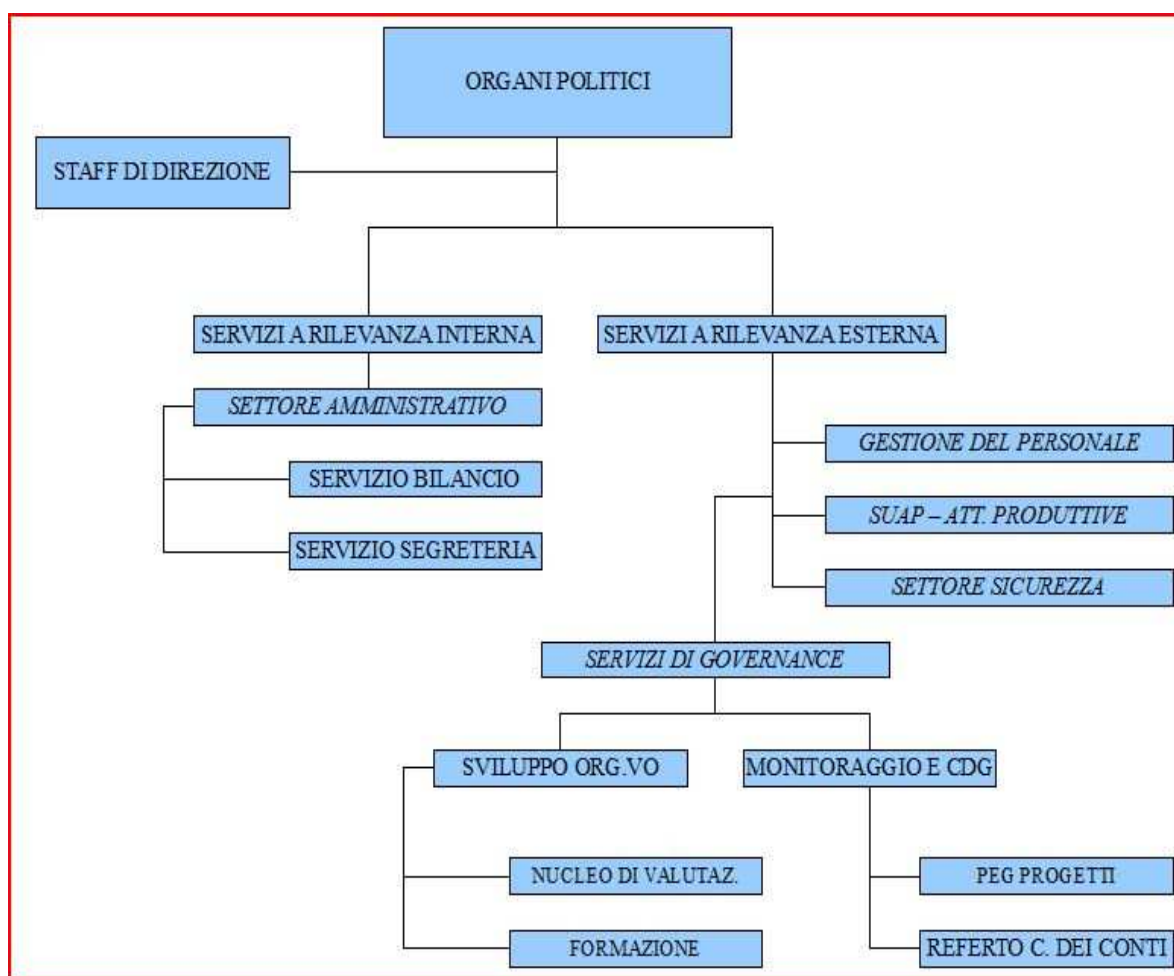 ORGANI POLITICI
STAFF DI DIREZIONE
SERVIZI A RILEVANZA INTERNA
SERVIZI A RILEVANZA ESTERNA
SETTORE AMMINISTRATIVO
GESTIONE DEL PERSONALE
SERVIZIO BILANCIO
SUAP – ATT. PRODUTTIVE
SERVIZIO SEGRETERIA
SETTORE SICUREZZA
SERVIZI DI GOVERNANCE
SVILUPPO ORG.VO
MONITORAGGIO E CDG
NUCLEO DI VALUTAZ.
PEG PROGETTI
FORMAZIONE
REFERTO C. DEI CONTI